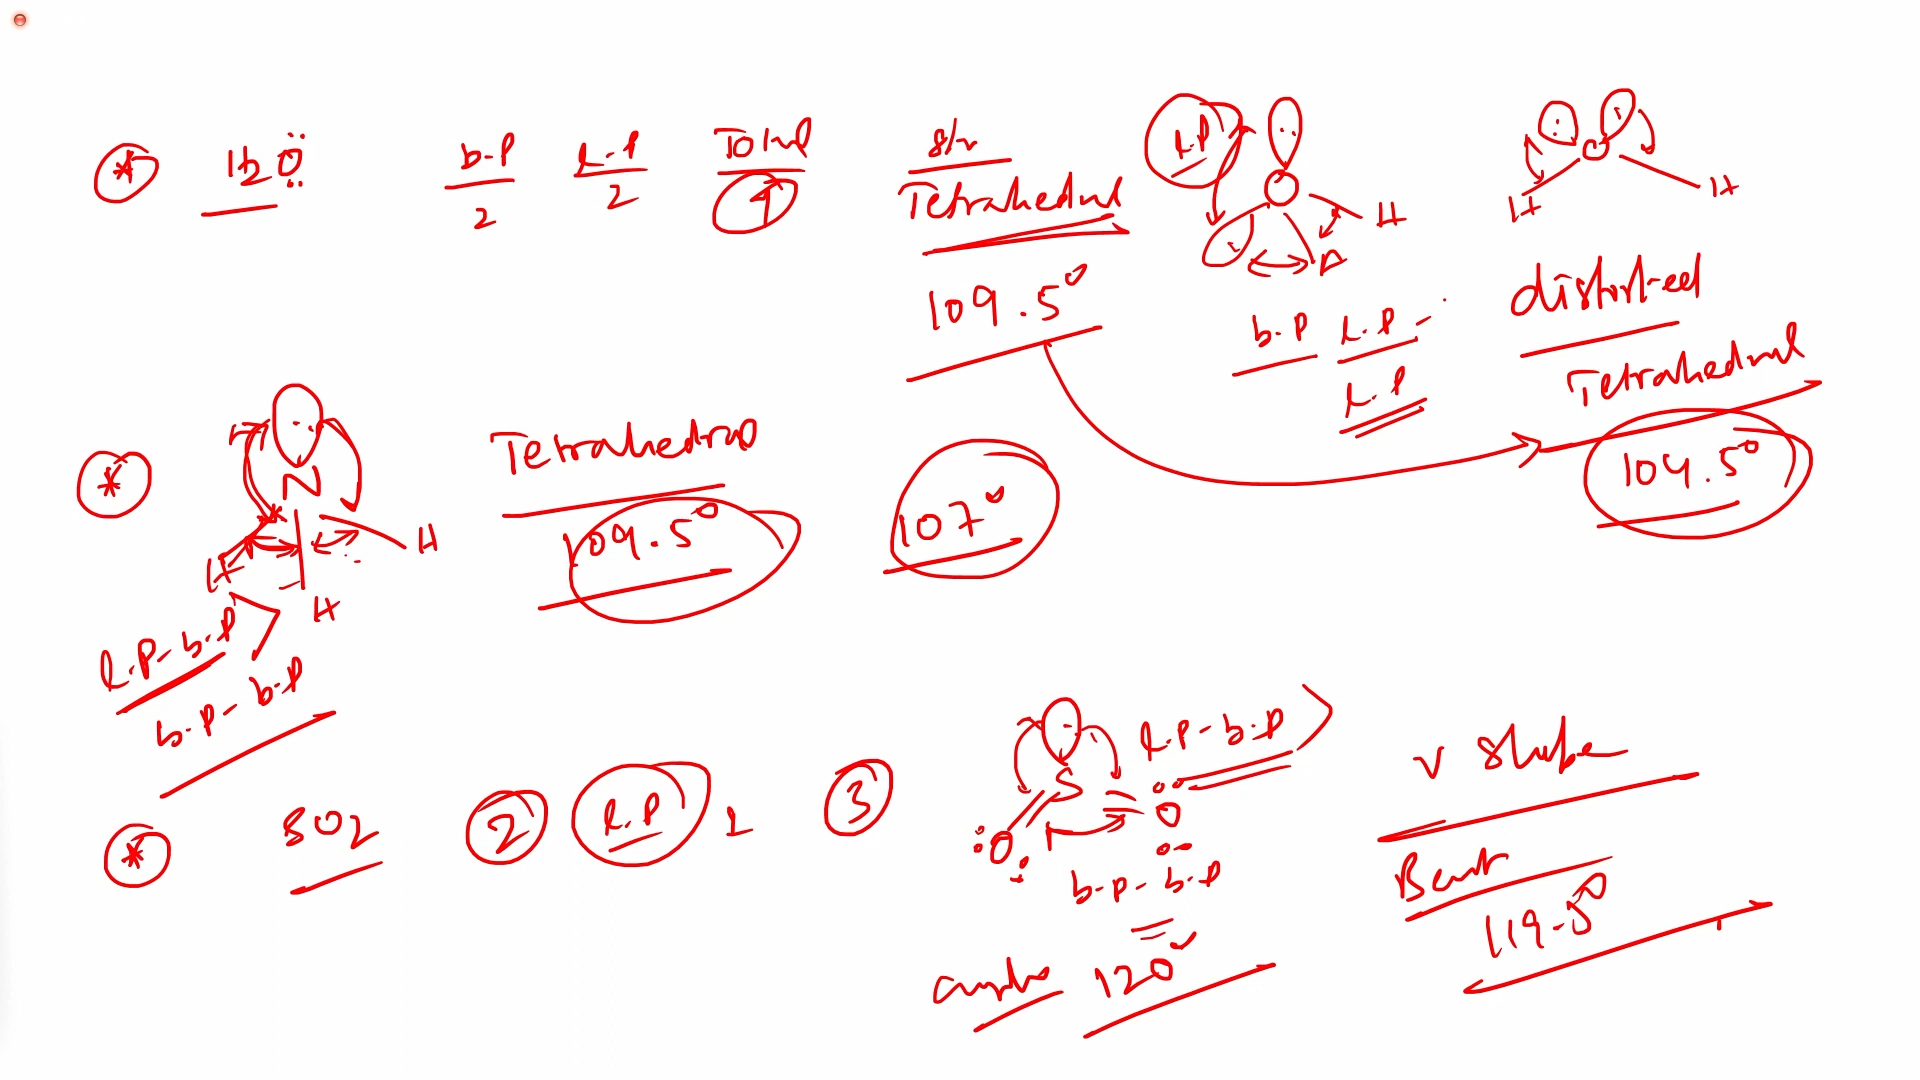 * H2O b.p l.p Total str
2 2 4 Tetrahedral
l.p
H
H
109.5°
b.p l.p - l.p
O
H H
distorted
Tetrahedral
104.5°
* N
H H
H
Tetrahedral
109.5° 107°
l.p - b.p >
b.p - b.p
* SO2 2 l.p 1 3
S
O O
l.p - b.p >
b.p - b.p
angle 120°
v shape
Bent
119.5°